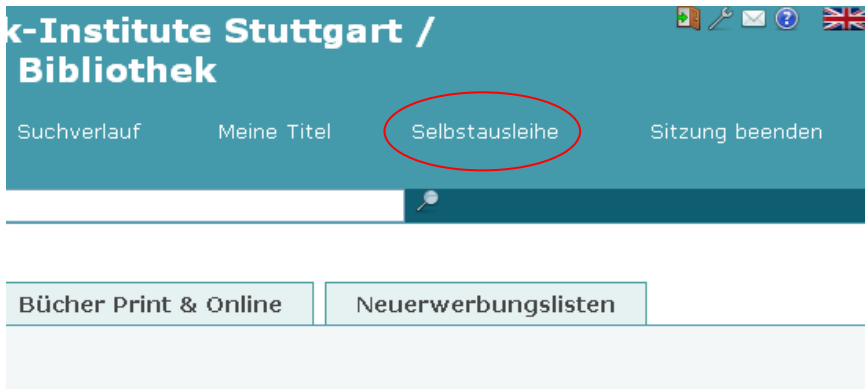 k-Institute Stuttgart /
Bibliothek
Suchverlauf Meine Titel Selbstausleihe Sitzung beenden
Bücher Print & Online Neuerwerbungslisten